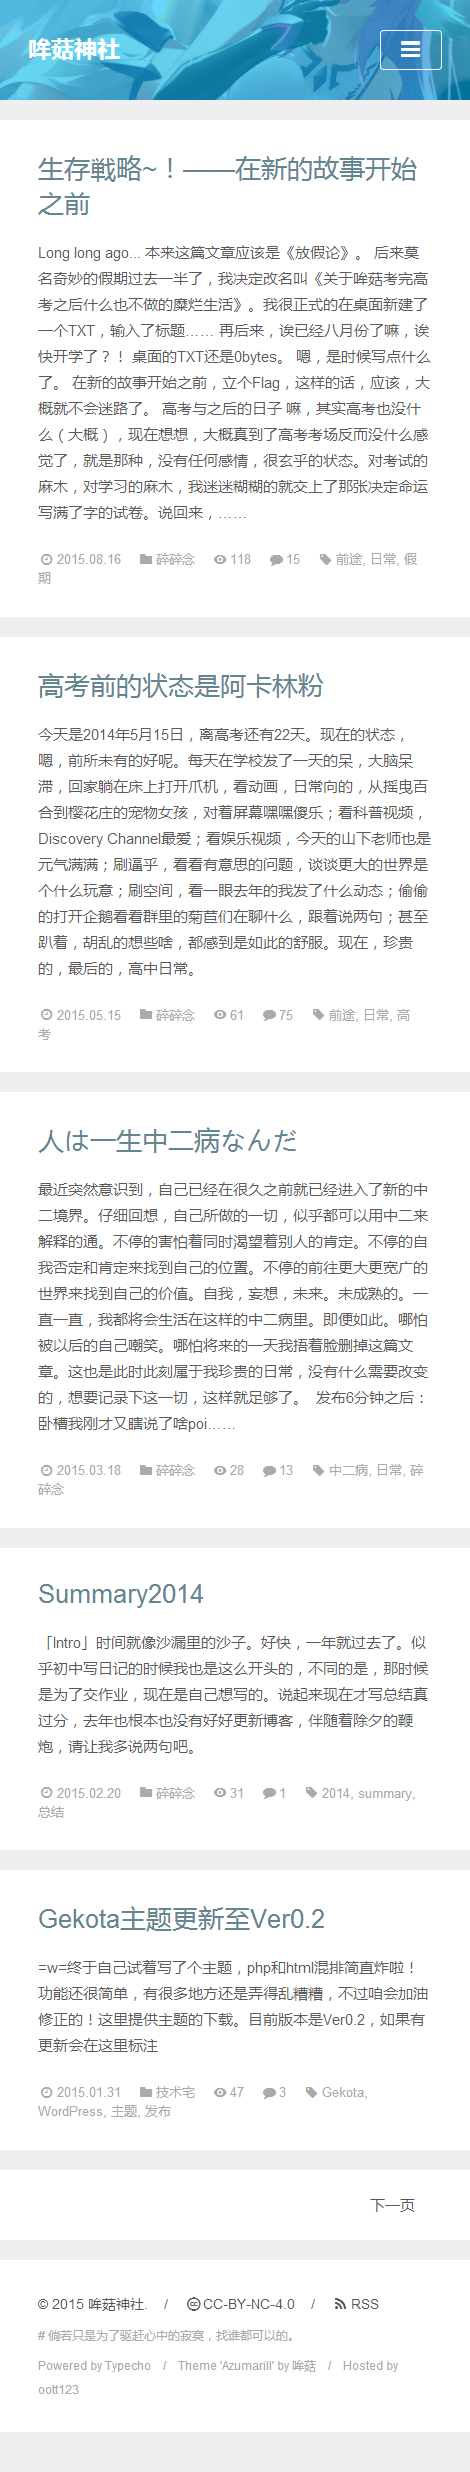 哞菇神社
生存戦略~！——在新的故事开始
之前
Long long ago... 本来这篇文章应该是《放假论》。 后来莫
名奇妙的假期过去一半了，我决定改名叫《关于哞菇考完高
考之后什么也不做的糜烂生活》。我很正式的在桌面新建了
一个TXT，输入了标题…… 再后来，诶已经八月份了嘛，诶
快开学了？！ 桌面的TXT还是0bytes。 嗯，是时候写点什么
了。 在新的故事开始之前，立个Flag，这样的话，应该，大
概就不会迷路了。 高考与之后的日子 嘛，其实高考也没什
么（大概），现在想想，大概真到了高考考场反而没什么感
觉了，就是那种，没有任何感情，很玄乎的状态。对考试的
麻木，对学习的麻木，我迷迷糊糊的就交上了那张决定命运
写满了字的试卷。说回来，……
2015.08.16 碎碎念 118 15 前途, 日常, 假
期
高考前的状态是阿卡林粉
今天是2014年5月15日，离高考还有22天。现在的状态，
嗯，前所未有的好呢。每天在学校发了一天的呆，大脑呆
滞，回家躺在床上打开爪机，看动画，日常向的，从摇曳百
合到樱花庄的宠物女孩，对着屏幕嘿嘿傻乐；看科普视频，
Discovery Channel最爱；看娱乐视频，今天的山下老师也是
元气满满；刷逼乎，看看有意思的问题，谈谈更大的世界是
个什么玩意；刷空间，看一眼去年的我发了什么动态；偷偷
的打开企鹅看看群里的菊苣们在聊什么，跟着说两句；甚至
趴着，胡乱的想些啥，都感到是如此的舒服。现在，珍贵
的，最后的，高中日常。
2015.05.15 碎碎念 61 75 前途, 日常, 高
考
人は一生中二病なんだ
最近突然意识到，自己已经在很久之前就已经进入了新的中
二境界。仔细回想，自己所做的一切，似乎都可以用中二来
解释的通。不停的害怕着同时渴望着别人的肯定。不停的自
我否定和肯定来找到自己的位置。不停的前往更大更宽广的
世界来找到自己的价值。自我，妄想，未来。未成熟的。一
直一直，我都将会生活在这样的中二病里。即便如此。哪怕
被以后的自己嘲笑。哪怕将来的一天我捂着脸删掉这篇文
章。这也是此时此刻属于我珍贵的日常，没有什么需要改变
的，想要记录下这一切，这样就足够了。 发布6分钟之后：
卧槽我刚才又瞎说了啥poi……
2015.03.18 碎碎念 28 13 中二病, 日常, 碎
碎念
Summary2014
「Intro」时间就像沙漏里的沙子。好快，一年就过去了。似
乎初中写日记的时候我也是这么开头的，不同的是，那时候
是为了交作业，现在是自己想写的。说起来现在才写总结真
过分，去年也根本也没有好好更新博客，伴随着除夕的鞭
炮，请让我多说两句吧。
2015.02.20 碎碎念 31 1 2014, summary,
总结
Gekota主题更新至Ver0.2
=w=终于自己试着写了个主题，php和html混排简直炸啦！
功能还很简单，有很多地方还是弄得乱糟糟，不过咱会加油
修正的！这里提供主题的下载。目前版本是Ver0.2，如果有
更新会在这里标注
2015.01.31 技术宅 47 3 Gekota,
WordPress, 主题, 发布
下一页
© 2015 哞菇神社. / CC-BY-NC-4.0 / RSS
# 倘若只是为了驱赶心中的寂寞，找谁都可以的。
Powered by Typecho / Theme 'Azumarill' by 哞菇 / Hosted by
oott123